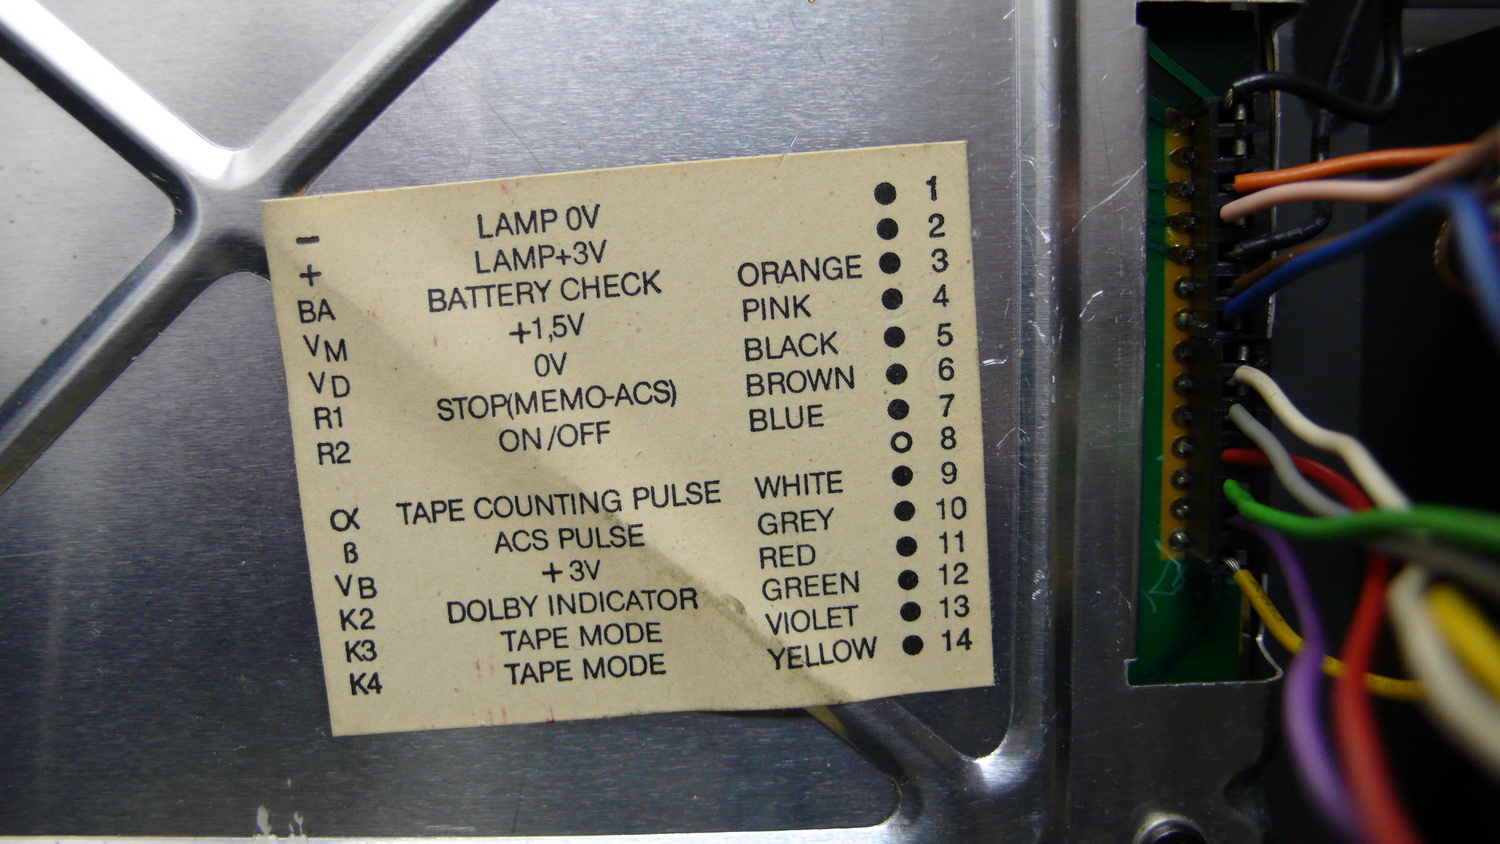 − LAMP 0V ● 1
+ LAMP+3V ● 2
BA BATTERY CHECK ORANGE ● 3
VM +1,5V PINK ● 4
VD 0V BLACK ● 5
R1 STOP(MEMO-ACS) BROWN ● 6
R2 ON/OFF BLUE ● 7
○ 8
α TAPE COUNTING PULSE WHITE ● 9
ß ACS PULSE GREY ● 10
VB +3V RED ● 11
K2 DOLBY INDICATOR GREEN ● 12
K3 TAPE MODE VIOLET ● 13
K4 TAPE MODE YELLOW ● 14